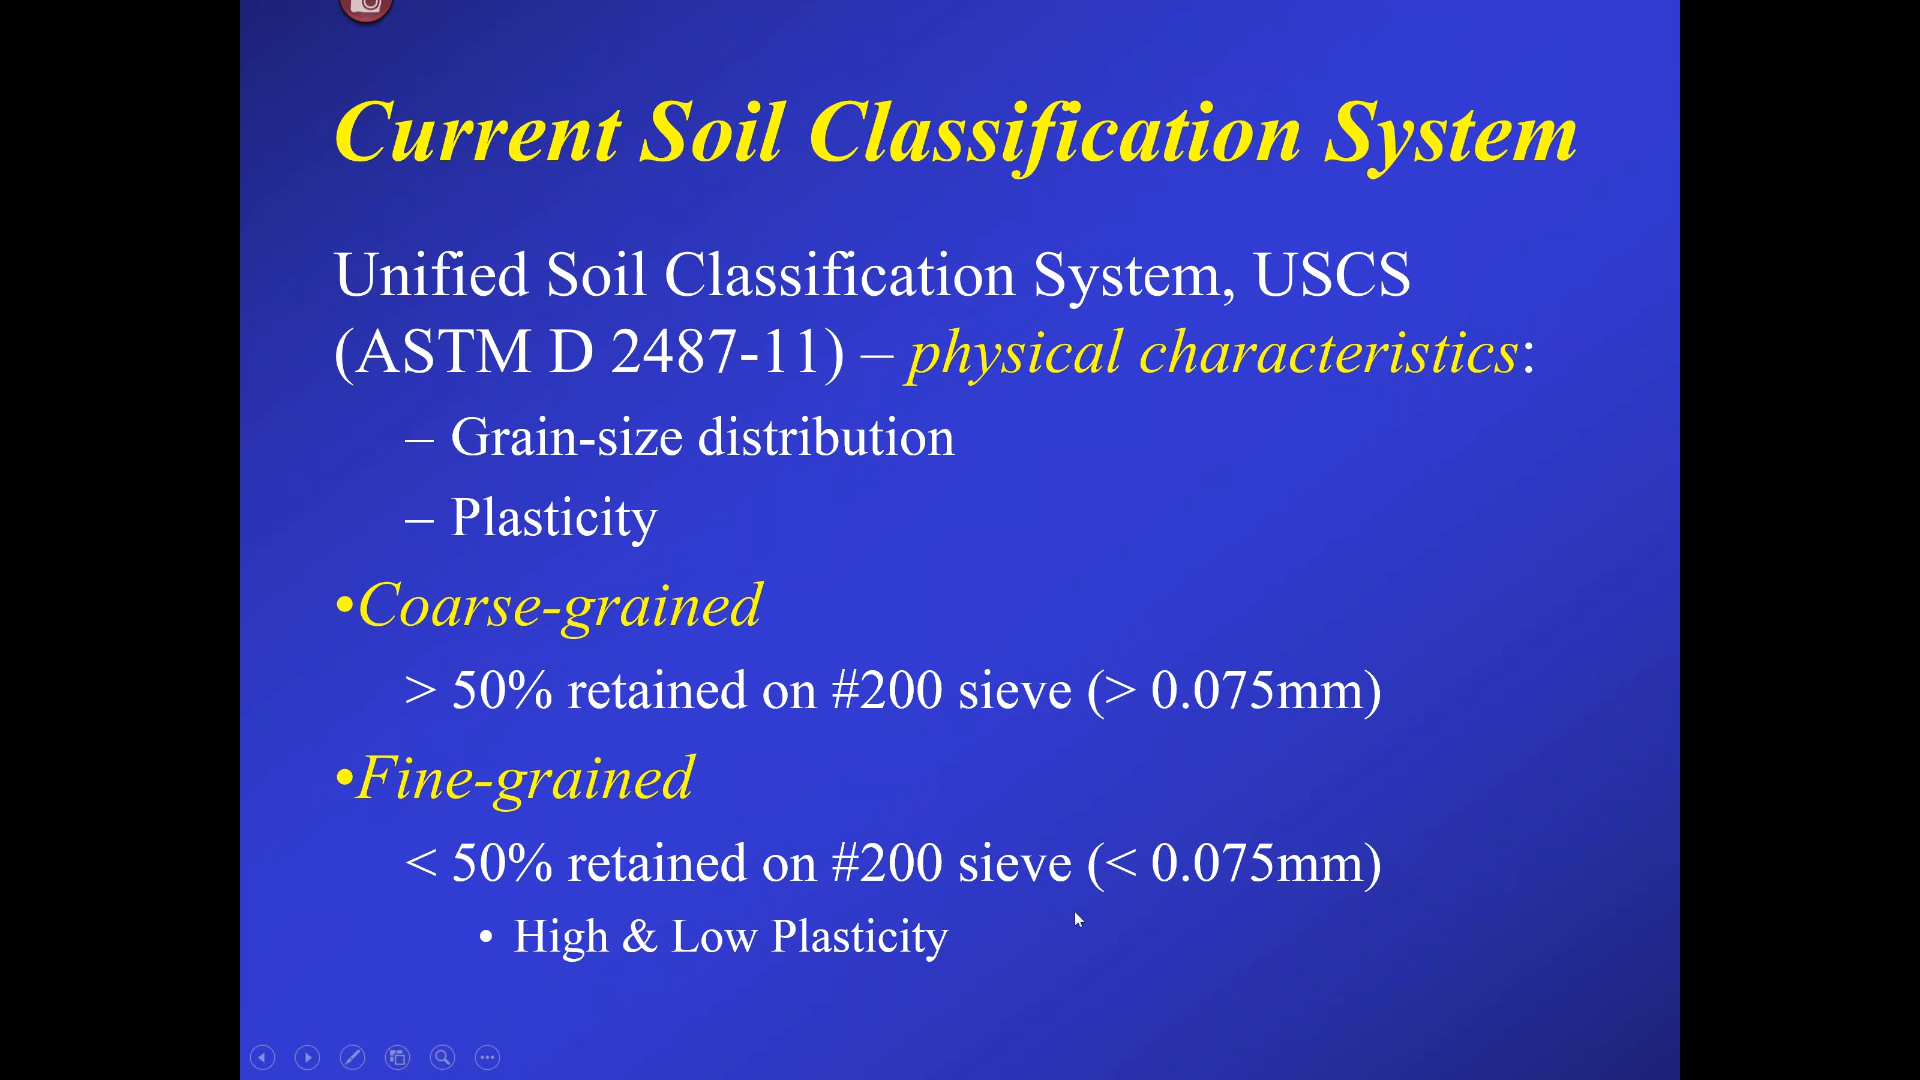 Current Soil Classification System
Unified Soil Classification System, USCS
(ASTM D 2487-11) – physical characteristics:
– Grain-size distribution
– Plasticity
•Coarse-grained
> 50% retained on #200 sieve (> 0.075mm)
•Fine-grained
< 50% retained on #200 sieve (< 0.075mm)
• High & Low Plasticity